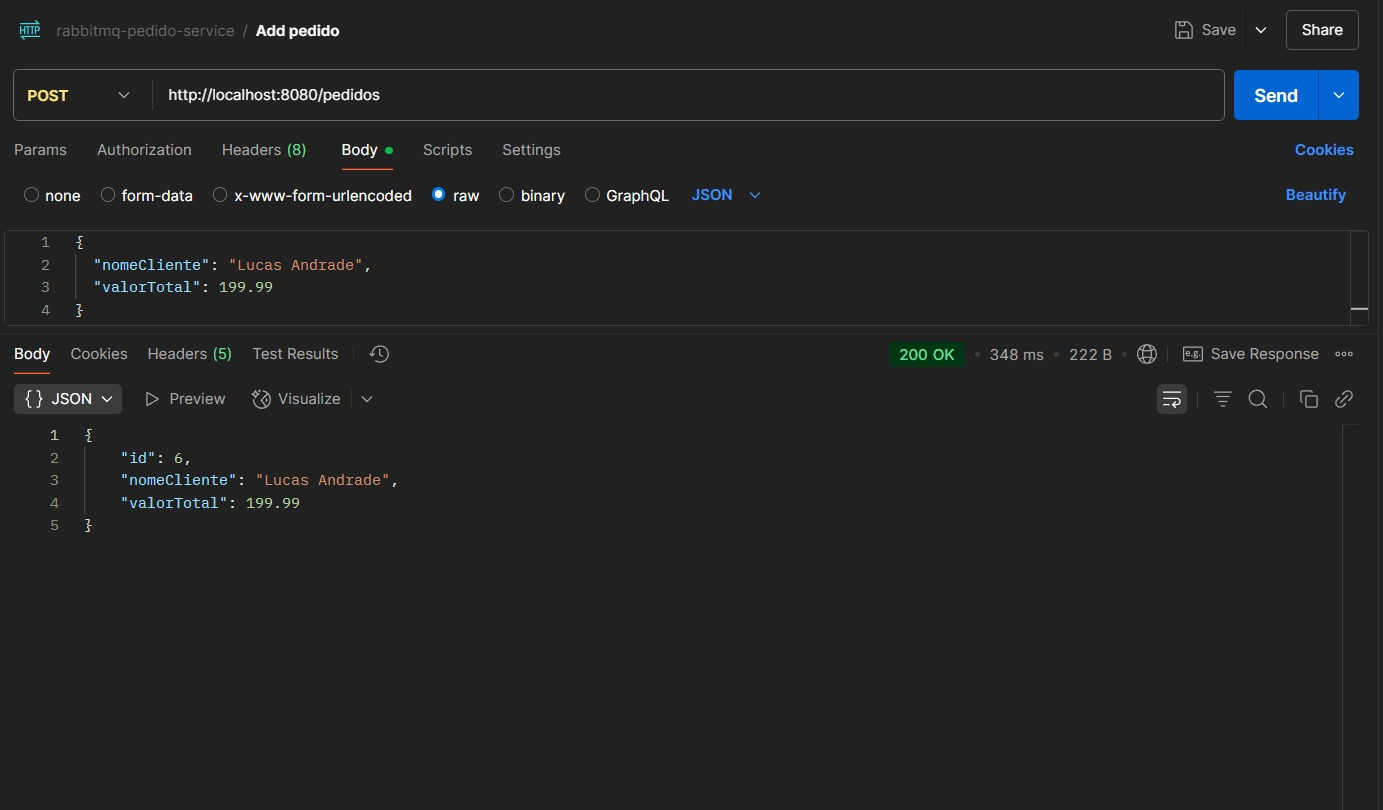 HTTP rabbitmq-pedido-service / Add pedido Save Share
POST http://localhost:8080/pedidos Send
Params Authorization Headers (8) Body Scripts Settings Cookies
none form-data x-www-form-urlencoded raw binary GraphQL JSON Beautify
1 {
2 "nomeCliente": "Lucas Andrade",
3 "valorTotal": 199.99
4 }
Body Cookies Headers (5) Test Results 200 OK • 348 ms • 222 B • e.g. Save Response
{} JSON Preview Visualize
1 {
2 "id": 6,
3 "nomeCliente": "Lucas Andrade",
4 "valorTotal": 199.99
5 }